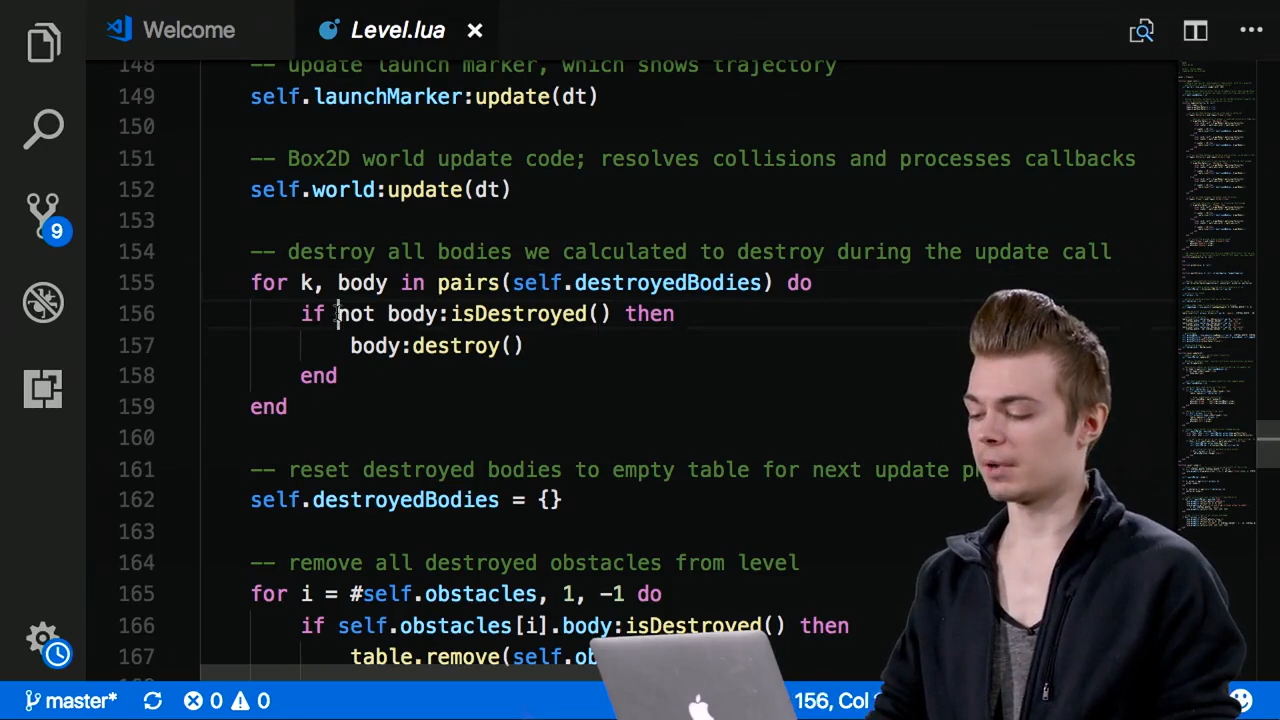 Welcome
Level.lua
148 -- update launch marker, which shows trajectory
149 self.launchMarker:update(dt)
150
151 -- Box2D world update code; resolves collisions and processes callbacks
152 self.world:update(dt)
153
154 -- destroy all bodies we calculated to destroy during the update call
155 for k, body in pairs(self.destroyedBodies) do
156 if not body:isDestroyed() then
157 body:destroy()
158 end
159 end
160
161 -- reset destroyed bodies to empty table for next update
162 self.destroyedBodies = {}
163
164 -- remove all destroyed obstacles from level
165 for i = #self.obstacles, 1, -1 do
166 if self.obstacles[i].body:isDestroyed() then
167 table.remove(self.
9
master* 0 0 156, Col